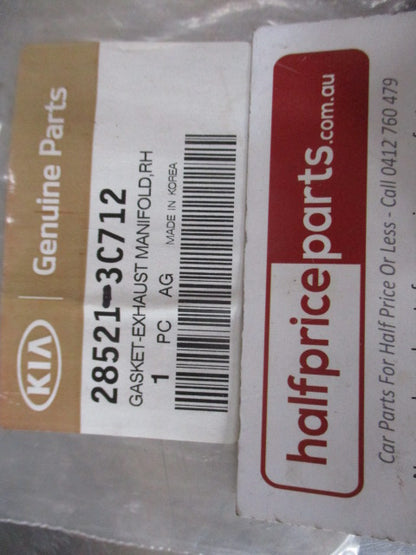 KIA | Genuine Parts
28521-3C712
GASKET-EXHAUST MANIFOLD,RH
1 PC AG
MADE IN KOREA
halfpriceparts.com.au
Car Parts For Half Price Or Less - Call 0412 760 479